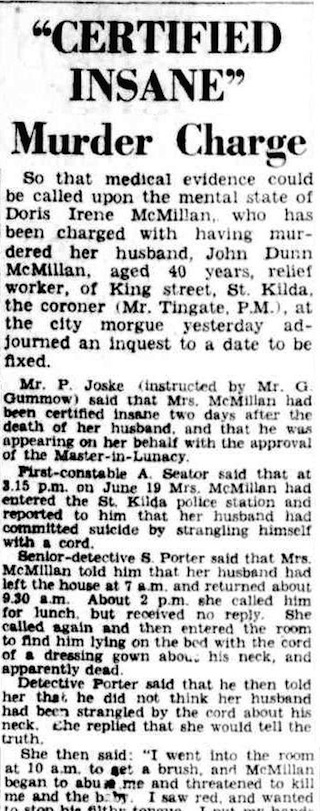 “CERTIFIED
INSANE”
Murder Charge
So that medical evidence could
be called upon the mental state of
Doris Irene McMillan, who has
been charged with having mur-
dered her husband, John Dunn
McMillan, aged 40 years, relief
worker, of King street, St. Kilda,
the coroner (Mr. Tingate, P.M.), at
the city morgue yesterday ad-
journed an inquest to a date to be
fixed.
Mr. P. Joske (instructed by Mr. G.
Gummow) said that Mrs. McMillan had
been certified insane two days after the
death of her husband, and that he was
appearing on her behalf with the approval
of the Master-in-Lunacy.
First-constable A. Seator said that at
3.15 p.m. on June 19 Mrs. McMillan had
entered the St. Kilda police station and
reported to him that her husband had
committed suicide by strangling himself
with a cord.
Senior-detective S. Porter said that Mrs.
McMillan told him that her husband had
left the house at 7 a.m. and returned about
9.30 a.m. About 2 p.m. she called him
for lunch, but received no reply. She
called again and then entered the room
to find him lying on the bed with the cord
of a dressing gown about his neck, and
apparently dead.
Detective Porter said that he then told
her that he did not think her husband
had been strangled by the cord about his
neck. She replied that she would tell the
truth.
She then said: “I went into the room
at 10 a.m. to get a brush, and McMillan
began to abuse me and threatened to kill
me and the baby. I saw red, and wanted
to stop his filthy tongue. I put my hands